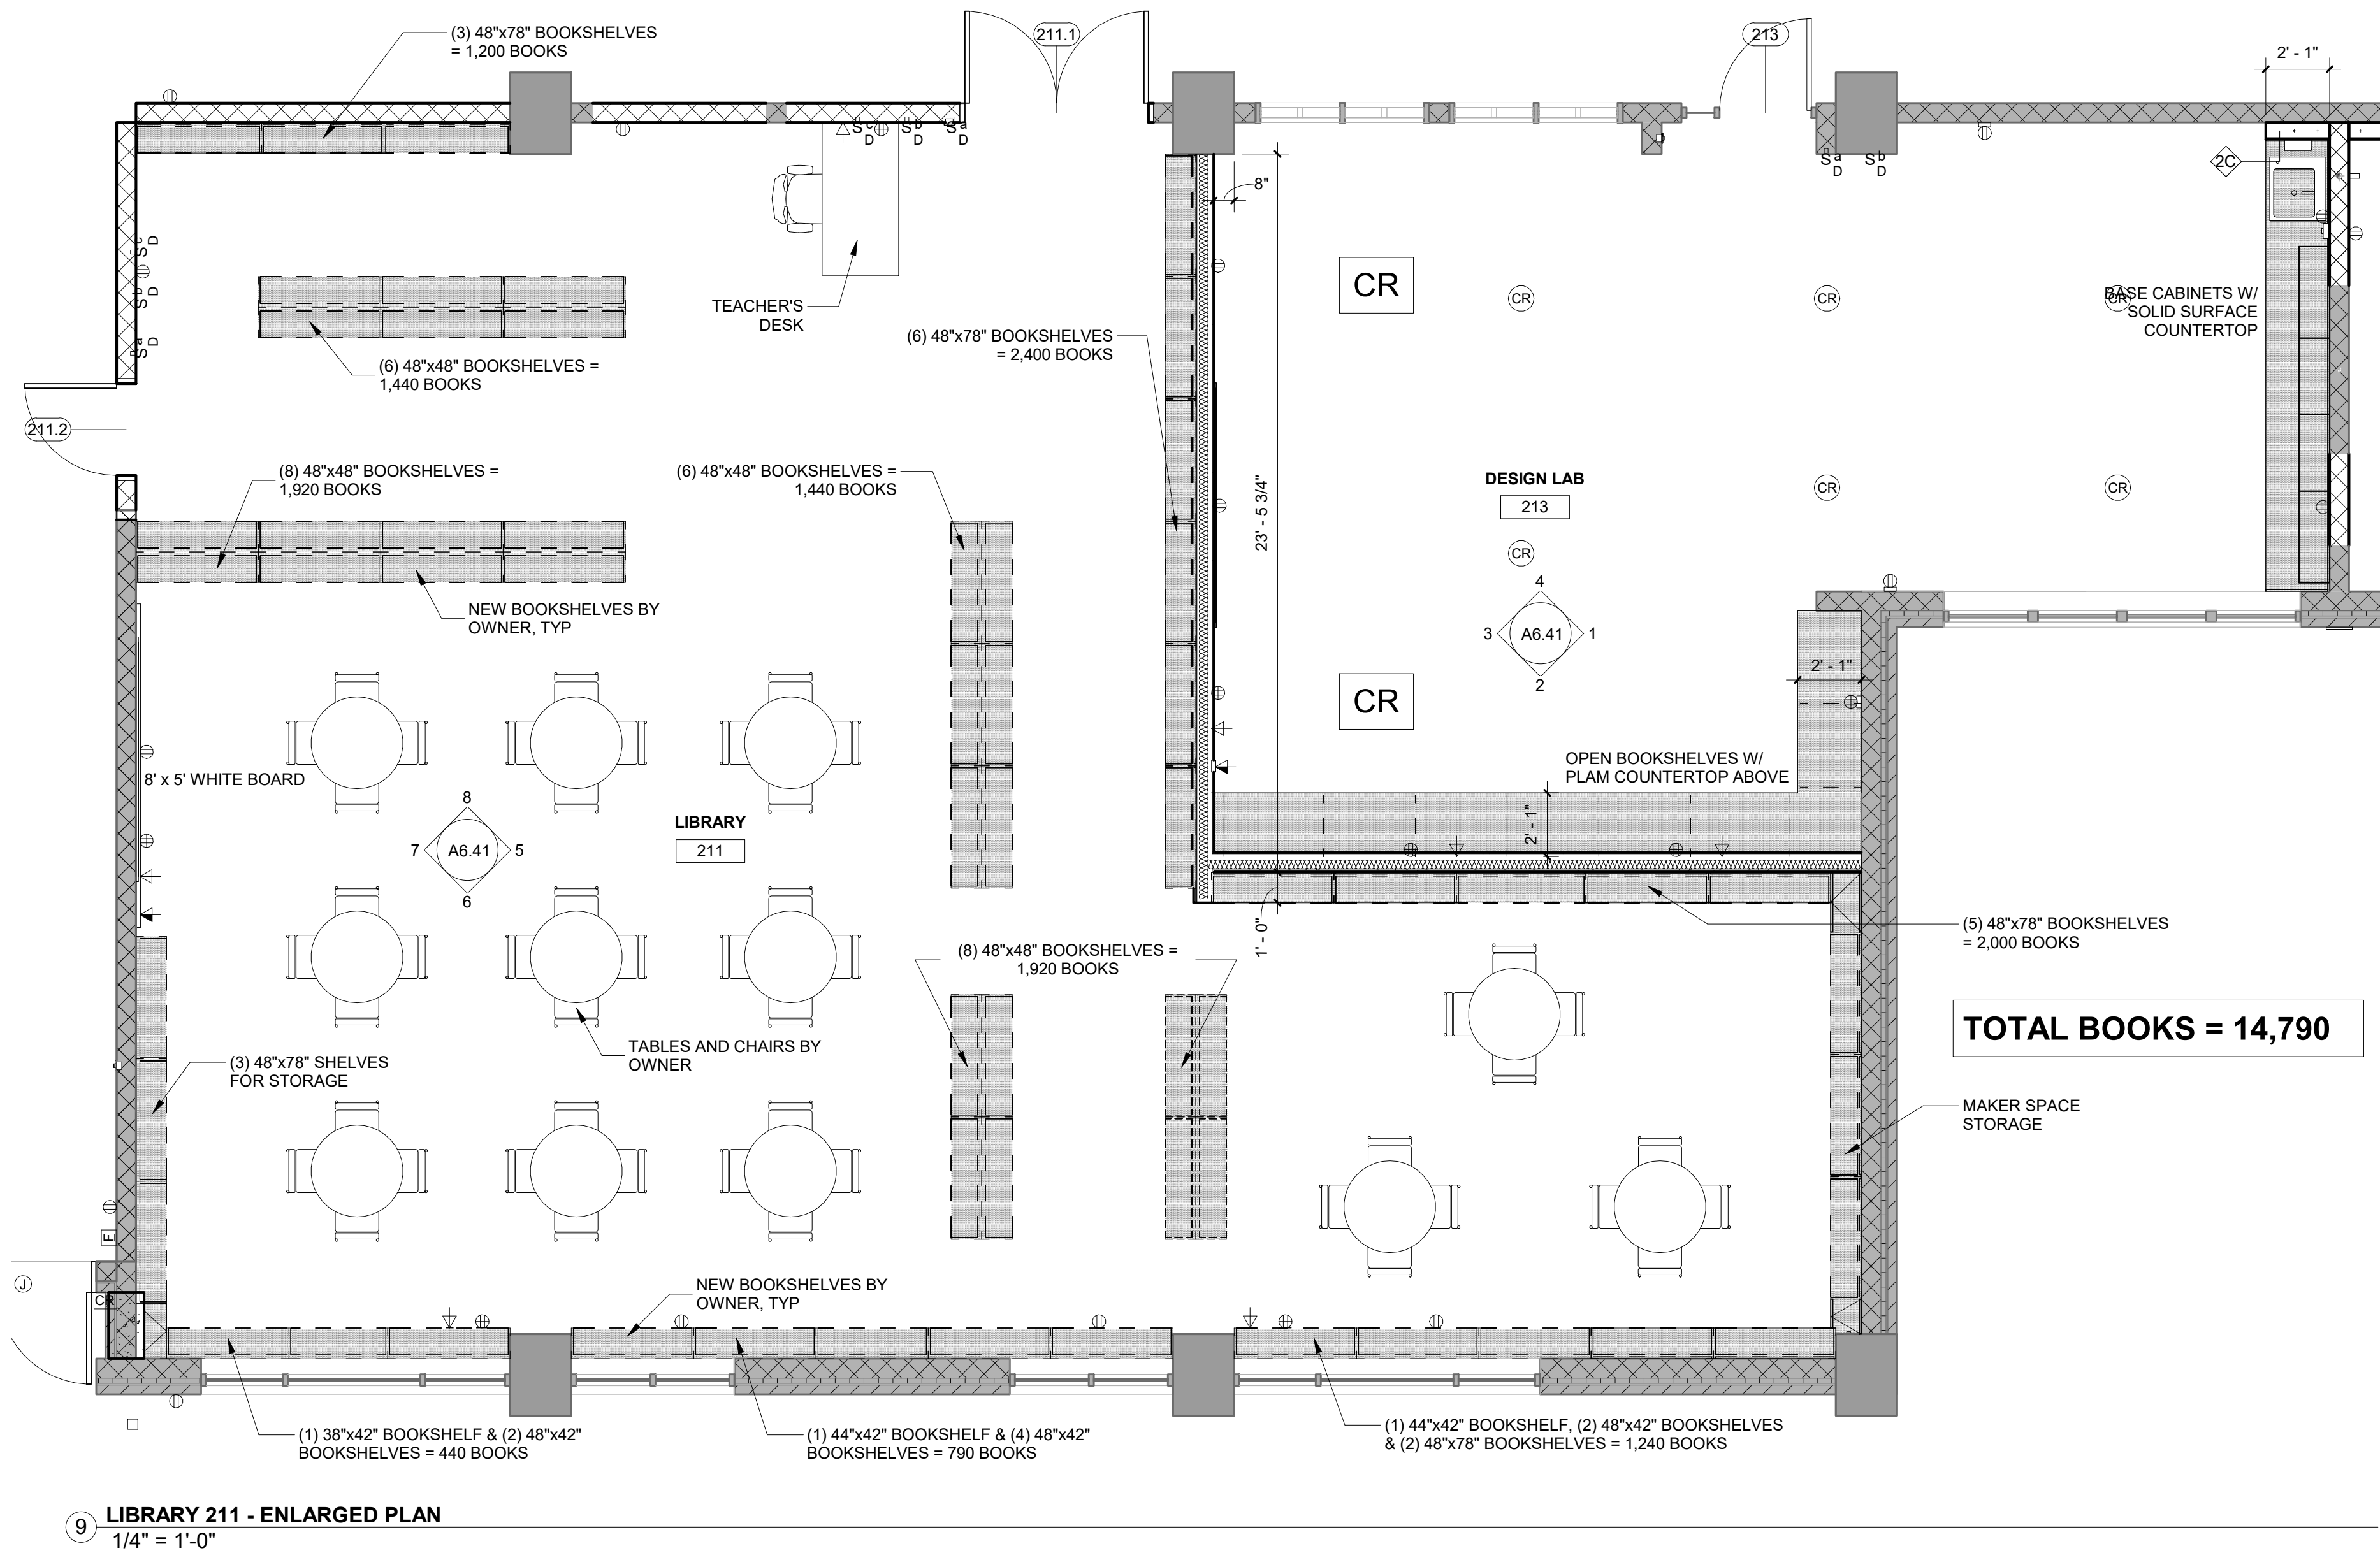 (3) 48"x78" BOOKSHELVES
= 1,200 BOOKS
211.1
213
2' - 1"
S c D
S b D
S a D
S a D
S b D
2C
8"
S c D
S b D
S a D
TEACHER'S
DESK
CR
CR
CR
CR
BASE CABINETS W/
SOLID SURFACE
COUNTERTOP
(6) 48"x78" BOOKSHELVES
= 2,400 BOOKS
(6) 48"x48" BOOKSHELVES =
1,440 BOOKS
211.2
(8) 48"x48" BOOKSHELVES =
1,920 BOOKS
(6) 48"x48" BOOKSHELVES =
1,440 BOOKS
23' - 5 3/4"
DESIGN LAB
213
CR
CR
CR
4
3
A6.41
1
2
NEW BOOKSHELVES BY
OWNER, TYP
CR
2' - 1"
OPEN BOOKSHELVES W/
PLAM COUNTERTOP ABOVE
8' x 5' WHITE BOARD
8
7
A6.41
5
6
LIBRARY
211
2' - 1"
1' - 0"
(5) 48"x78" BOOKSHELVES
= 2,000 BOOKS
(8) 48"x48" BOOKSHELVES =
1,920 BOOKS
TOTAL BOOKS = 14,790
TABLES AND CHAIRS BY
OWNER
(3) 48"x78" SHELVES
FOR STORAGE
MAKER SPACE
STORAGE
F
J
CR
NEW BOOKSHELVES BY
OWNER, TYP
(1) 38"x42" BOOKSHELF & (2) 48"x42"
BOOKSHELVES = 440 BOOKS
(1) 44"x42" BOOKSHELF & (4) 48"x42"
BOOKSHELVES = 790 BOOKS
(1) 44"x42" BOOKSHELF, (2) 48"x42" BOOKSHELVES
& (2) 48"x78" BOOKSHELVES = 1,240 BOOKS
9
LIBRARY 211 - ENLARGED PLAN
1/4" = 1'-0"